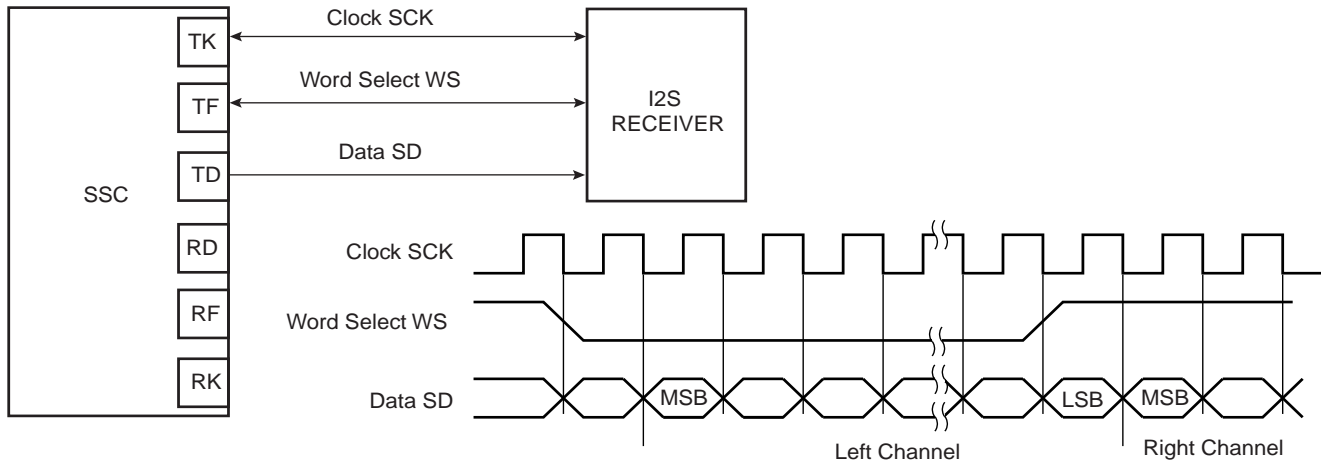 TK
TF
TD
SSC
RD
RF
RK
Clock SCK
Word Select WS
Data SD
I2S
RECEIVER
Clock SCK
Word Select WS
Data SD
MSB
LSB
MSB
Left Channel
Right Channel